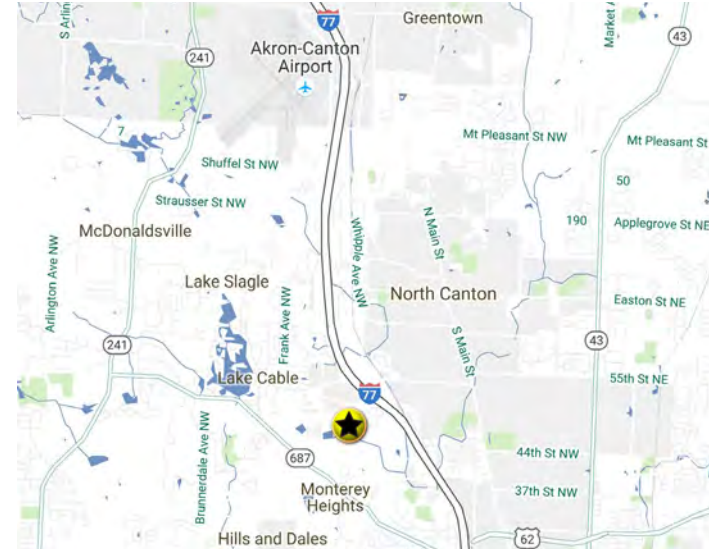 S Arlin
77
Greentown
Market A
43
241
Akron-Canton
Airport
7
Mt Pleasant St NW
Mt Pleasant St
Shuffel St NW
50
Strausser St NW
190
Applegrove St NE
McDonaldsville
N Main St
Whipple Ave NW
Arlington Ave NW
Lake Slagle
North Canton
Easton St NE
Frank Ave NW
S Main St
241
43
Lake Cable
55th St NE
77
Brunnerdale Ave NW
687
44th St NW
Monterey
Heights
37th St NW
Hills and Dales
62